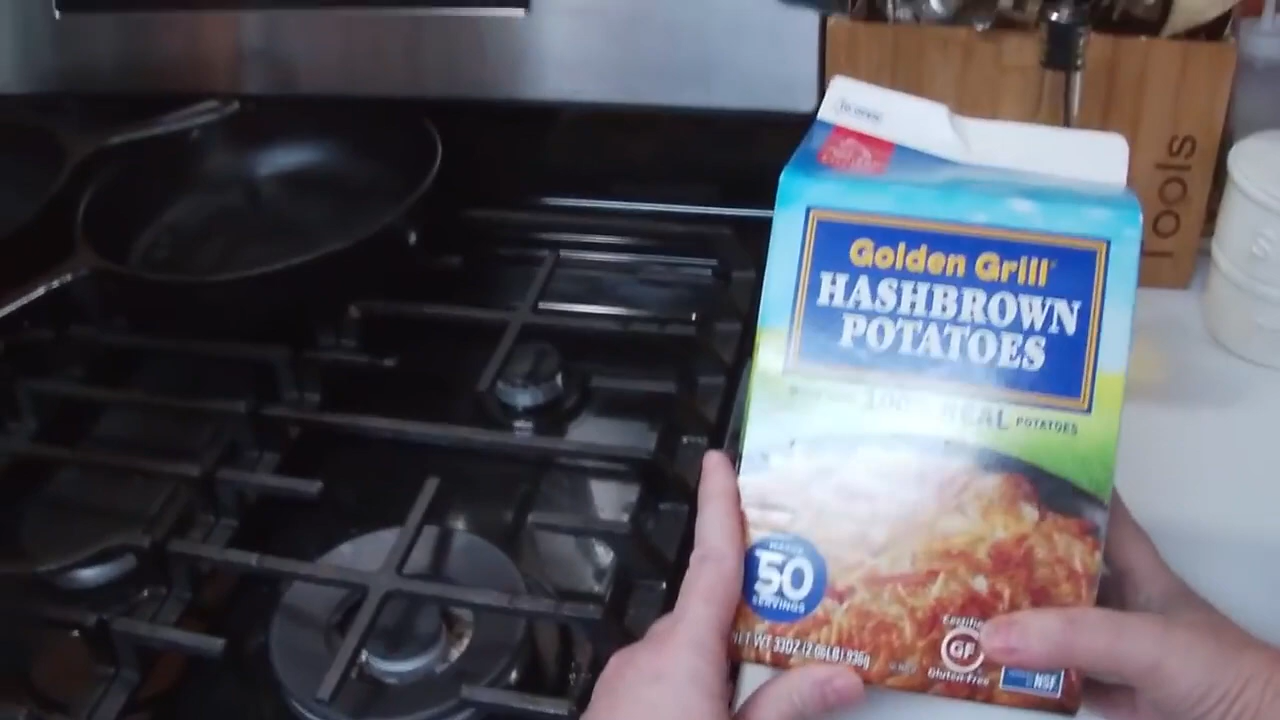 Golden Grill
HASHBROWN
POTATOES
REAL POTATOES
MAKES
50
SERVINGS
NET WT 33OZ (2.06LB) 936g
Certified
GF
Gluten-Free
NSF
Tools
S